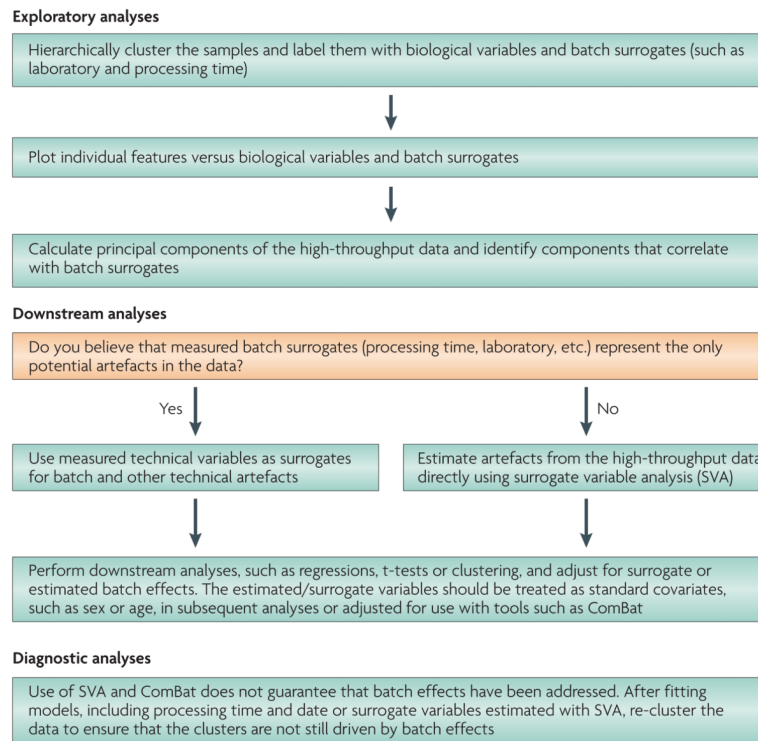 Exploratory analyses
Hierarchically cluster the samples and label them with biological variables and batch surrogates (such as
laboratory and processing time)
Plot individual features versus biological variables and batch surrogates
Calculate principal components of the high-throughput data and identify components that correlate
with batch surrogates
Downstream analyses
Do you believe that measured batch surrogates (processing time, laboratory, etc.) represent the only
potential artefacts in the data?
Yes
No
Use measured technical variables as surrogates
for batch and other technical artefacts
Estimate artefacts from the high-throughput data
directly using surrogate variable analysis (SVA)
Perform downstream analyses, such as regressions, t-tests or clustering, and adjust for surrogate or
estimated batch effects. The estimated/surrogate variables should be treated as standard covariates,
such as sex or age, in subsequent analyses or adjusted for use with tools such as ComBat
Diagnostic analyses
Use of SVA and ComBat does not guarantee that batch effects have been addressed. After fitting
models, including processing time and date or surrogate variables estimated with SVA, re-cluster the
data to ensure that the clusters are not still driven by batch effects